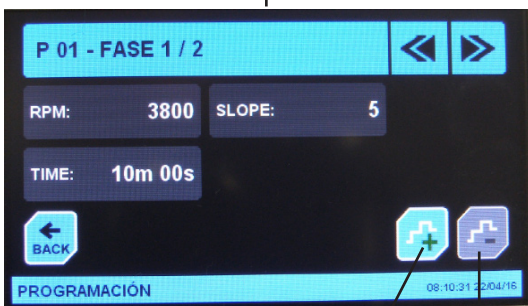 P 01 - FASE 1 / 2
RPM: 3800 SLOPE: 5
TIME: 10m 00s
BACK
PROGRAMACIÓN 08:10:31 22/04/16